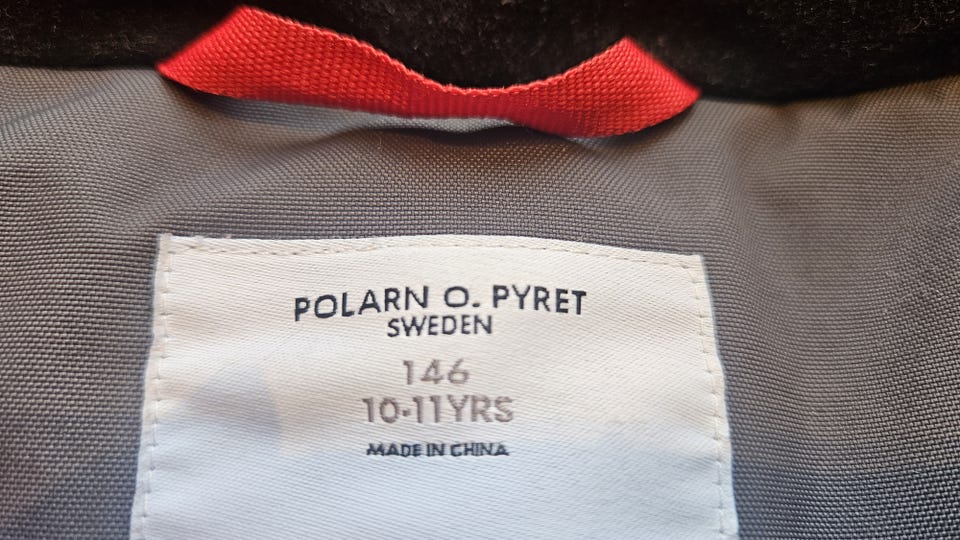 POLARN O. PYRET
SWEDEN
146
10-11YRS
MADE IN CHINA